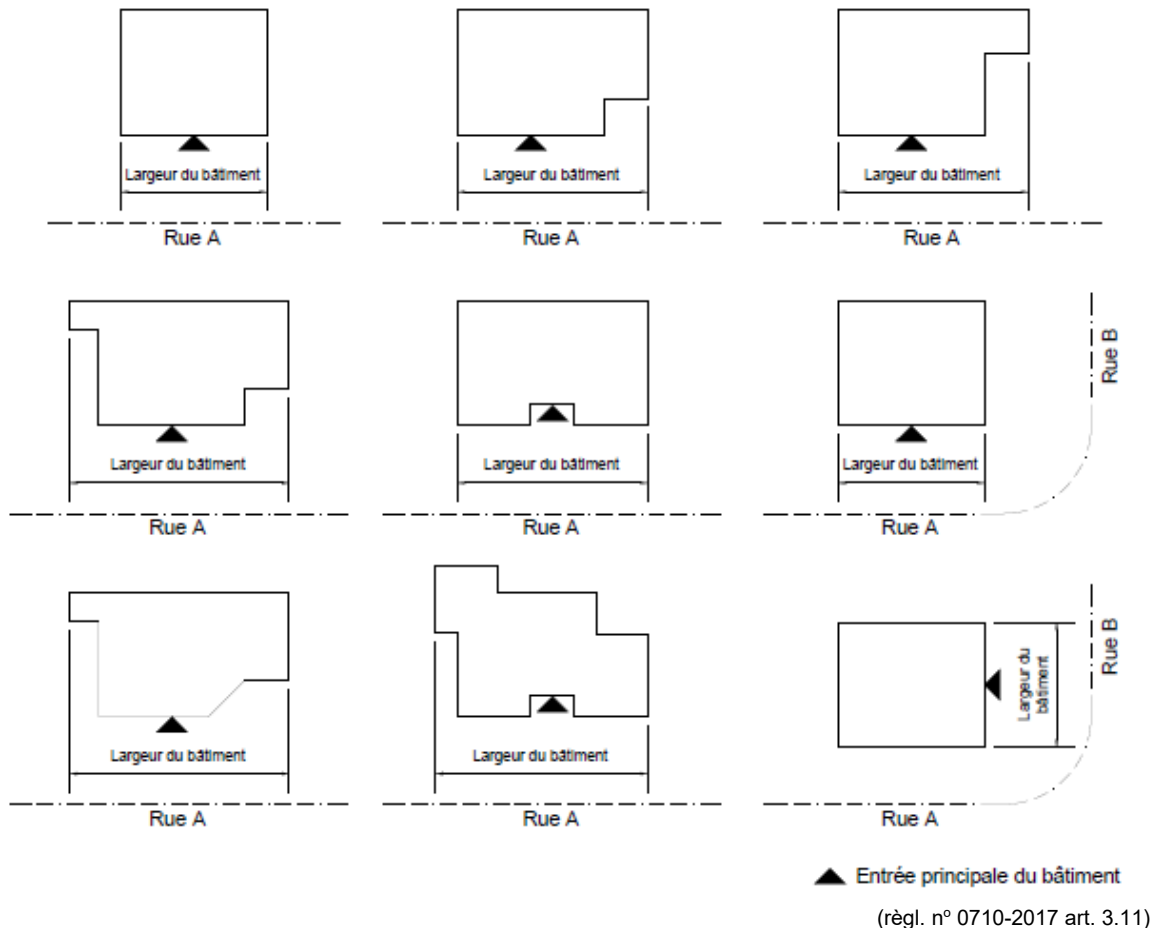 Largeur du bâtiment
Largeur du bâtiment
Largeur du bâtiment
Rue A
Rue A
Rue A
Rue B
Largeur du bâtiment
Largeur du bâtiment
Largeur du bâtiment
Rue A
Rue A
Rue A
Rue B
Largeur du
bâtiment
Largeur du bâtiment
Largeur du bâtiment
Rue A
Rue A
Rue A
Entrée principale du bâtiment
(règl. nº 0710-2017 art. 3.11)